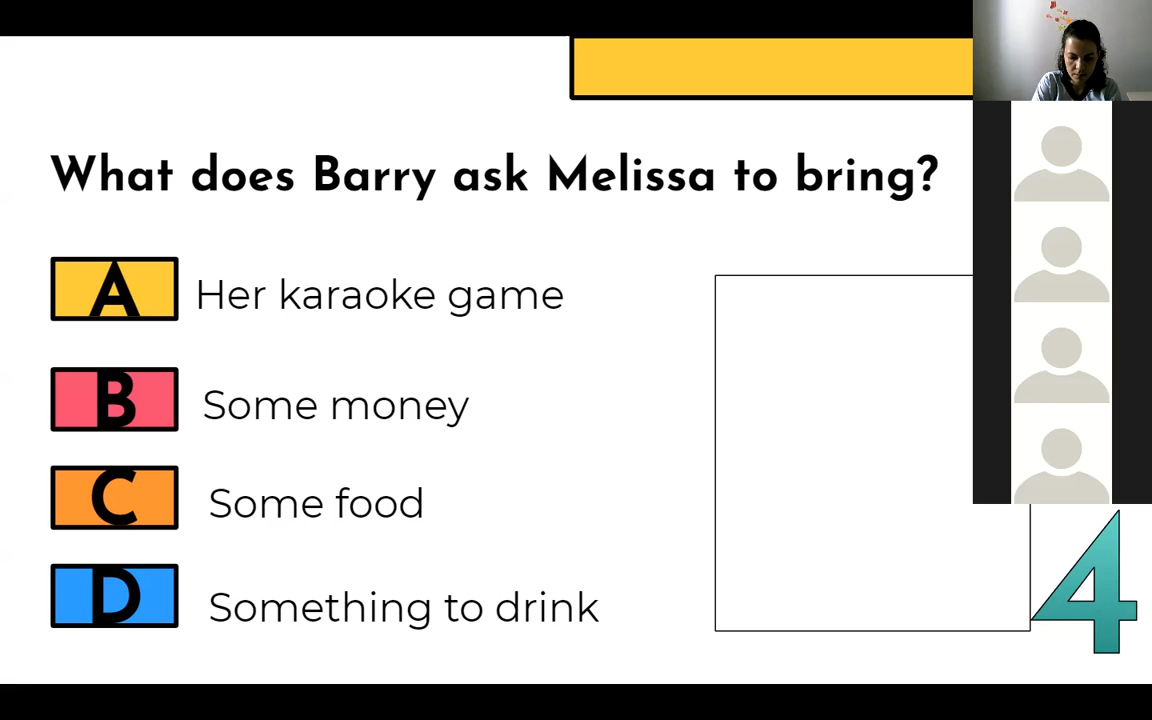 What does Barry ask Melissa to bring?
A Her karaoke game
B Some money
C Some food
D Something to drink
4